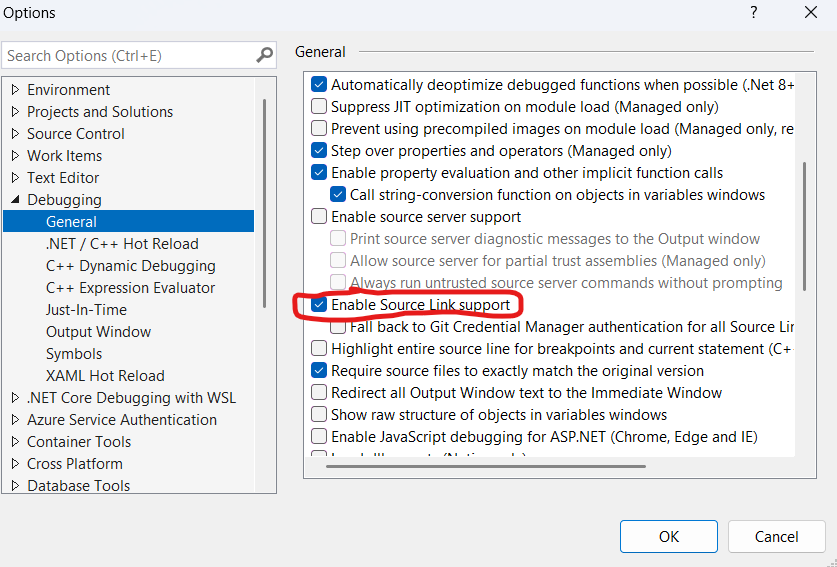 Options
?
Search Options (Ctrl+E)
Environment
Projects and Solutions
Source Control
Work Items
Text Editor
Debugging
General
.NET / C++ Hot Reload
C++ Dynamic Debugging
C++ Expression Evaluator
Just-In-Time
Output Window
Symbols
XAML Hot Reload
.NET Core Debugging with WSL
Azure Service Authentication
Container Tools
Cross Platform
Database Tools
General
Automatically deoptimize debugged functions when possible (.Net 8+
Suppress JIT optimization on module load (Managed only)
Prevent using precompiled images on module load (Managed only, re
Step over properties and operators (Managed only)
Enable property evaluation and other implicit function calls
Call string-conversion function on objects in variables windows
Enable source server support
Print source server diagnostic messages to the Output window
Allow source server for partial trust assemblies (Managed only)
Always run untrusted source server commands without prompting
Enable Source Link support
Fall back to Git Credential Manager authentication for all Source Lin
Highlight entire source line for breakpoints and current statement (C+
Require source files to exactly match the original version
Redirect all Output Window text to the Immediate Window
Show raw structure of objects in variables windows
Enable JavaScript debugging for ASP.NET (Chrome, Edge and IE)
OK
Cancel